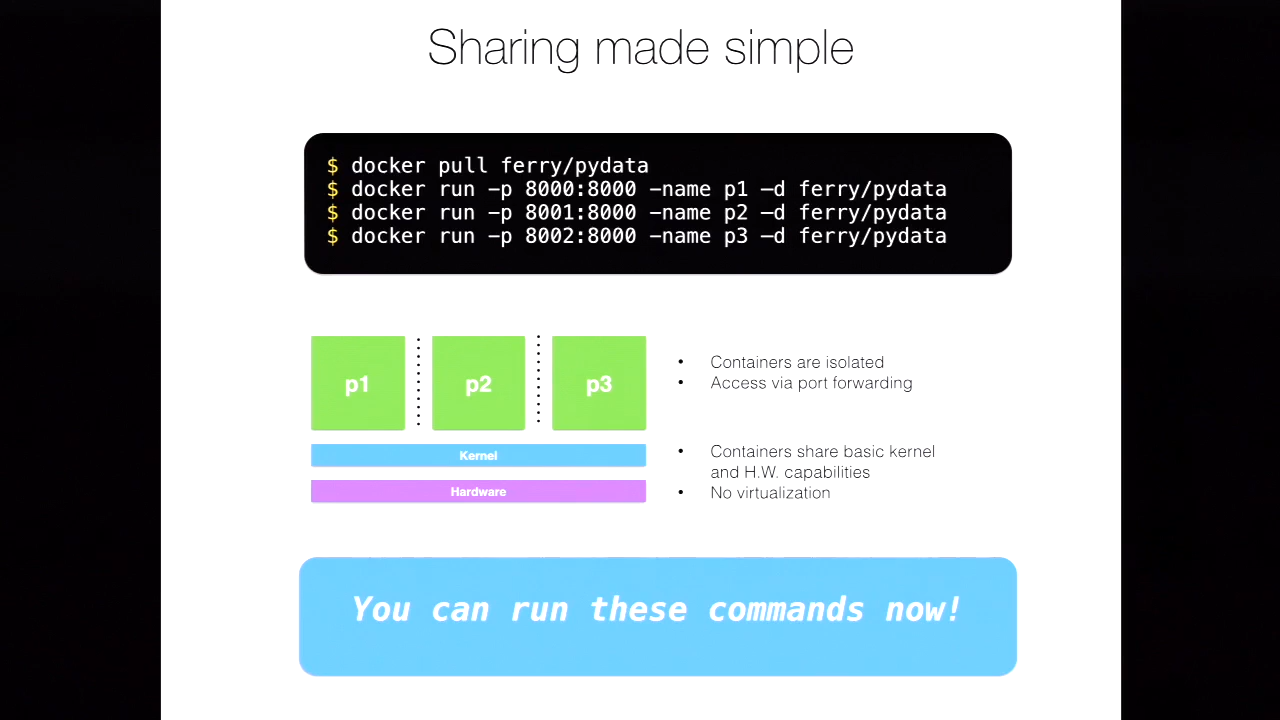 Sharing made simple
$ docker pull ferry/pydata
$ docker run –p 8000:8000 –name p1 –d ferry/pydata
$ docker run –p 8001:8000 –name p2 –d ferry/pydata
$ docker run –p 8002:8000 –name p3 –d ferry/pydata
p1 p2 p3
• Containers are isolated
• Access via port forwarding
Kernel
Hardware
• Containers share basic kernel
and H.W. capabilities
• No virtualization
You can run these commands now!